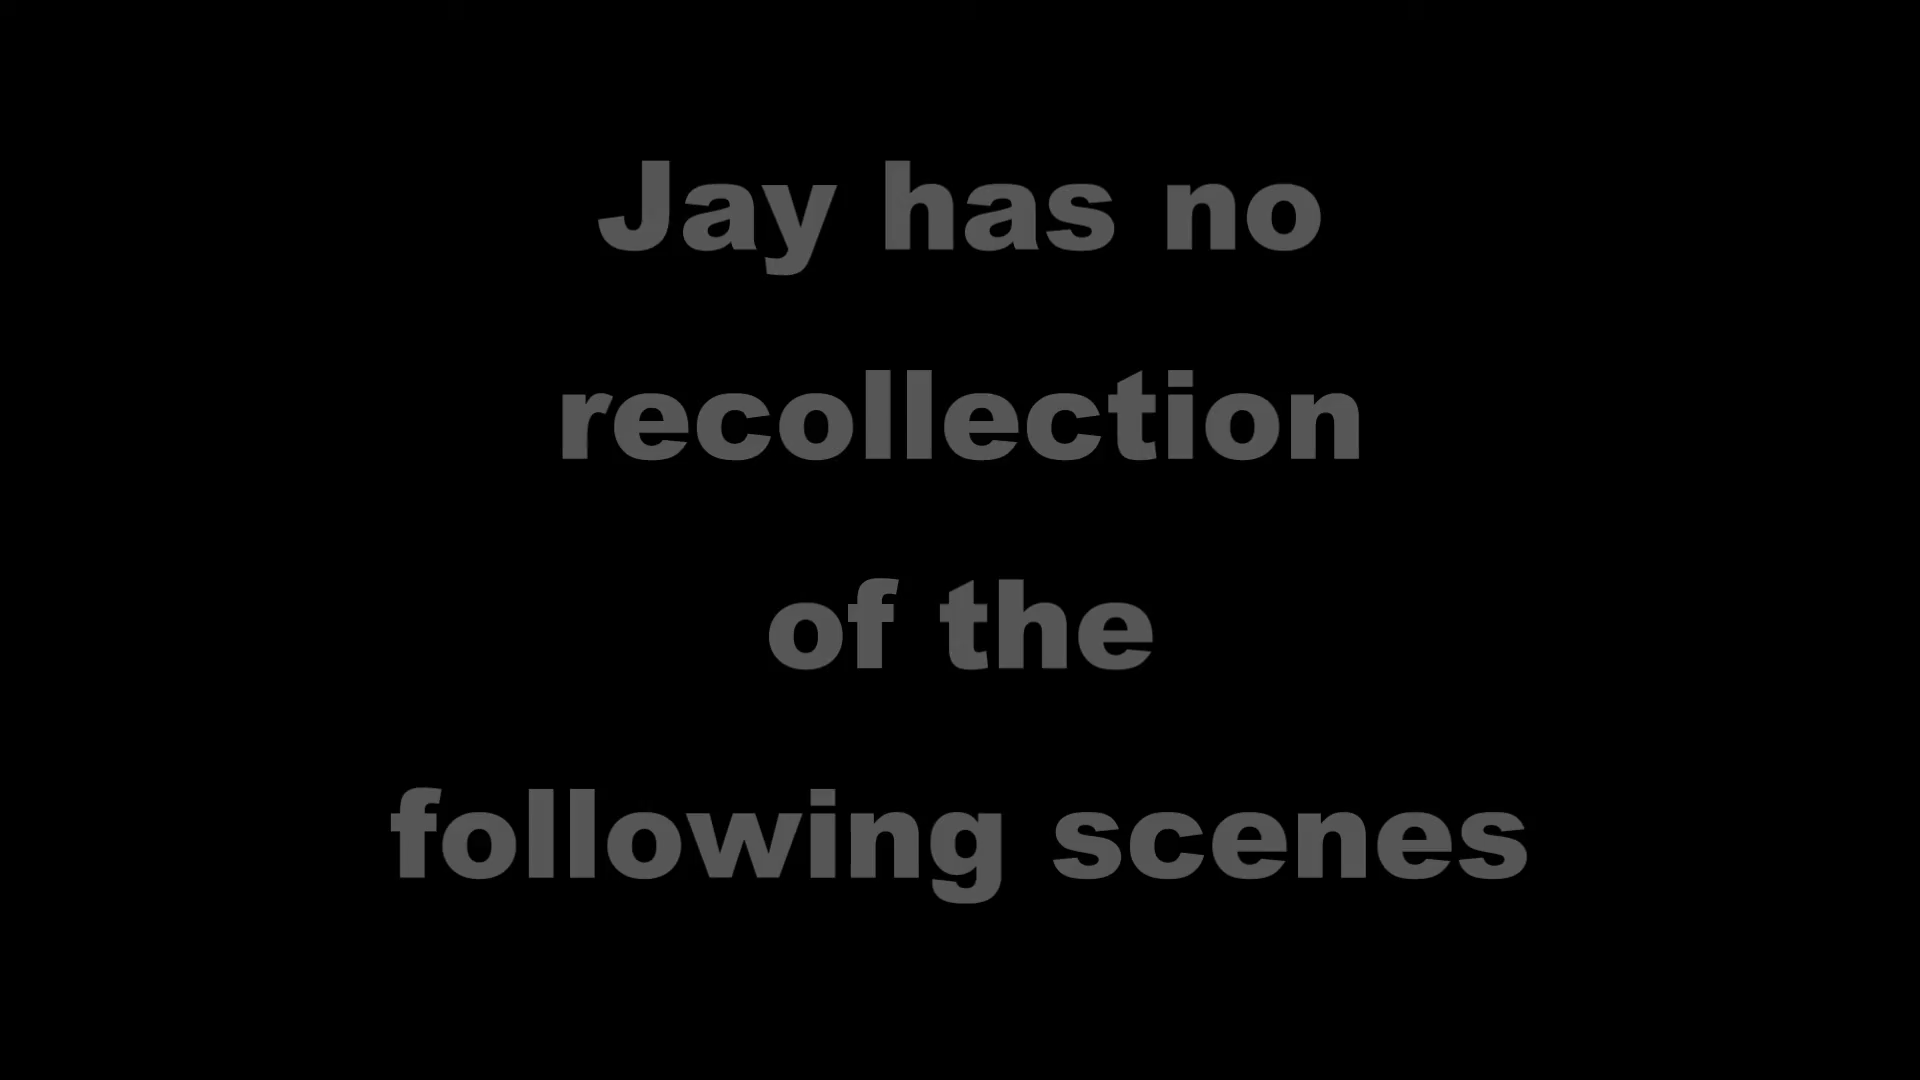 Jay has no
recollection
of the
following scenes